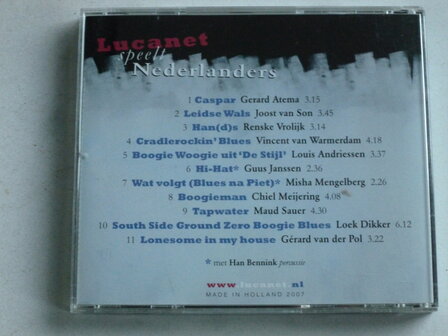 Lucanet
speelt
Nederlanders
1 Caspar Gerard Atema 3.15
2 Leidse Wals Joost van Son 3.45
3 Han(d)s Renske Vrolijk 3.14
4 Cradlerockin' Blues Vincent van Warmerdam 4.18
5 Boogie Woogie uit 'De Stijl' Louis Andriessen 3.37
6 Hi-Hat* Guus Janssen 2.36
7 Wat volgt (Blues na Piet)* Misha Mengelberg 2.26
8 Boogieman Chiel Meijering 4.08
9 Tapwater Maud Sauer 4.30
10 South Side Ground Zero Boogie Blues Loek Dikker 6.12
11 Lonesome in my house Gérard van der Pol 3.22
* met Han Bennink percussie
www.lucanet.nl
MADE IN HOLLAND 2007